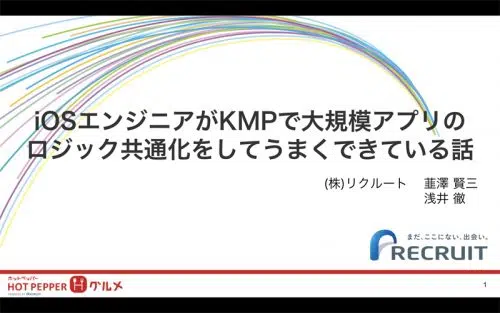 iOSエンジニアがKMPで大規模アプリの
ロジック共通化をしてうまくできている話
(株)リクルート 韮澤 賢三
浅井 徹
まだ、ここにない、出会い。
RECRUIT
ホットペッパー
HOT PEPPER グルメ
1